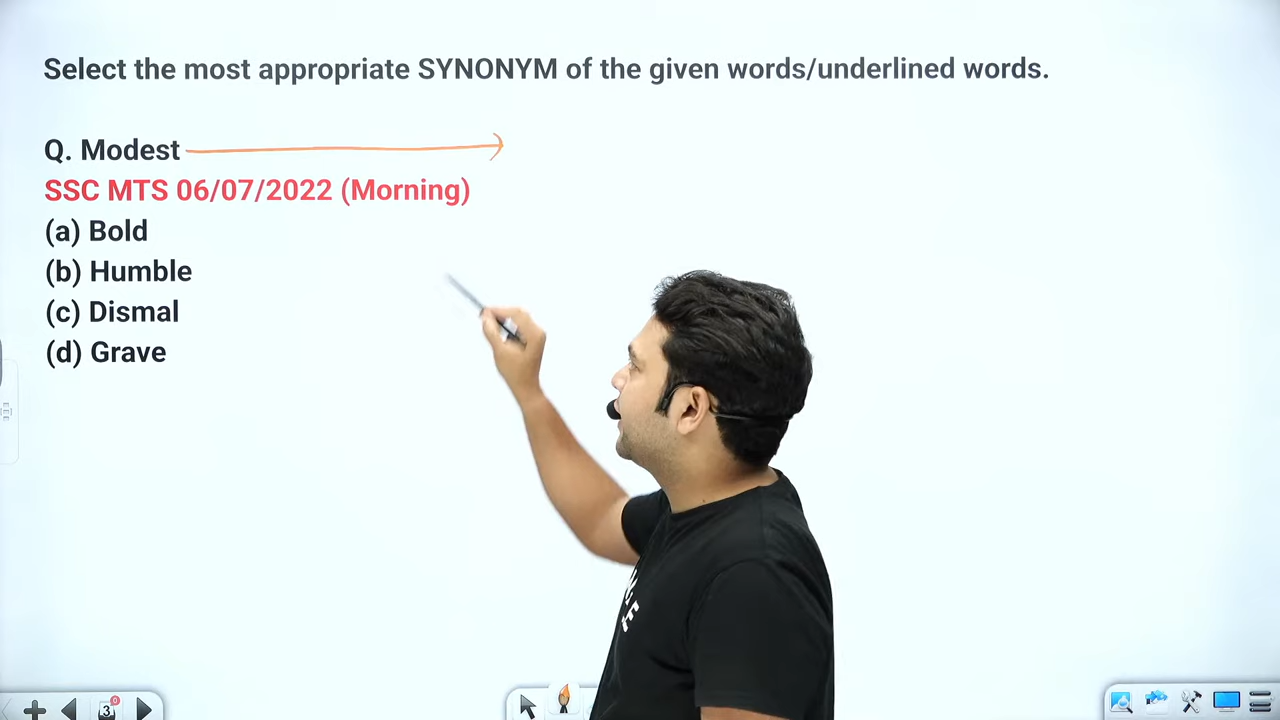 Select the most appropriate SYNONYM of the given words/underlined words.
Q. Modest
SSC MTS 06/07/2022 (Morning)
(a) Bold
(b) Humble
(c) Dismal
(d) Grave
3